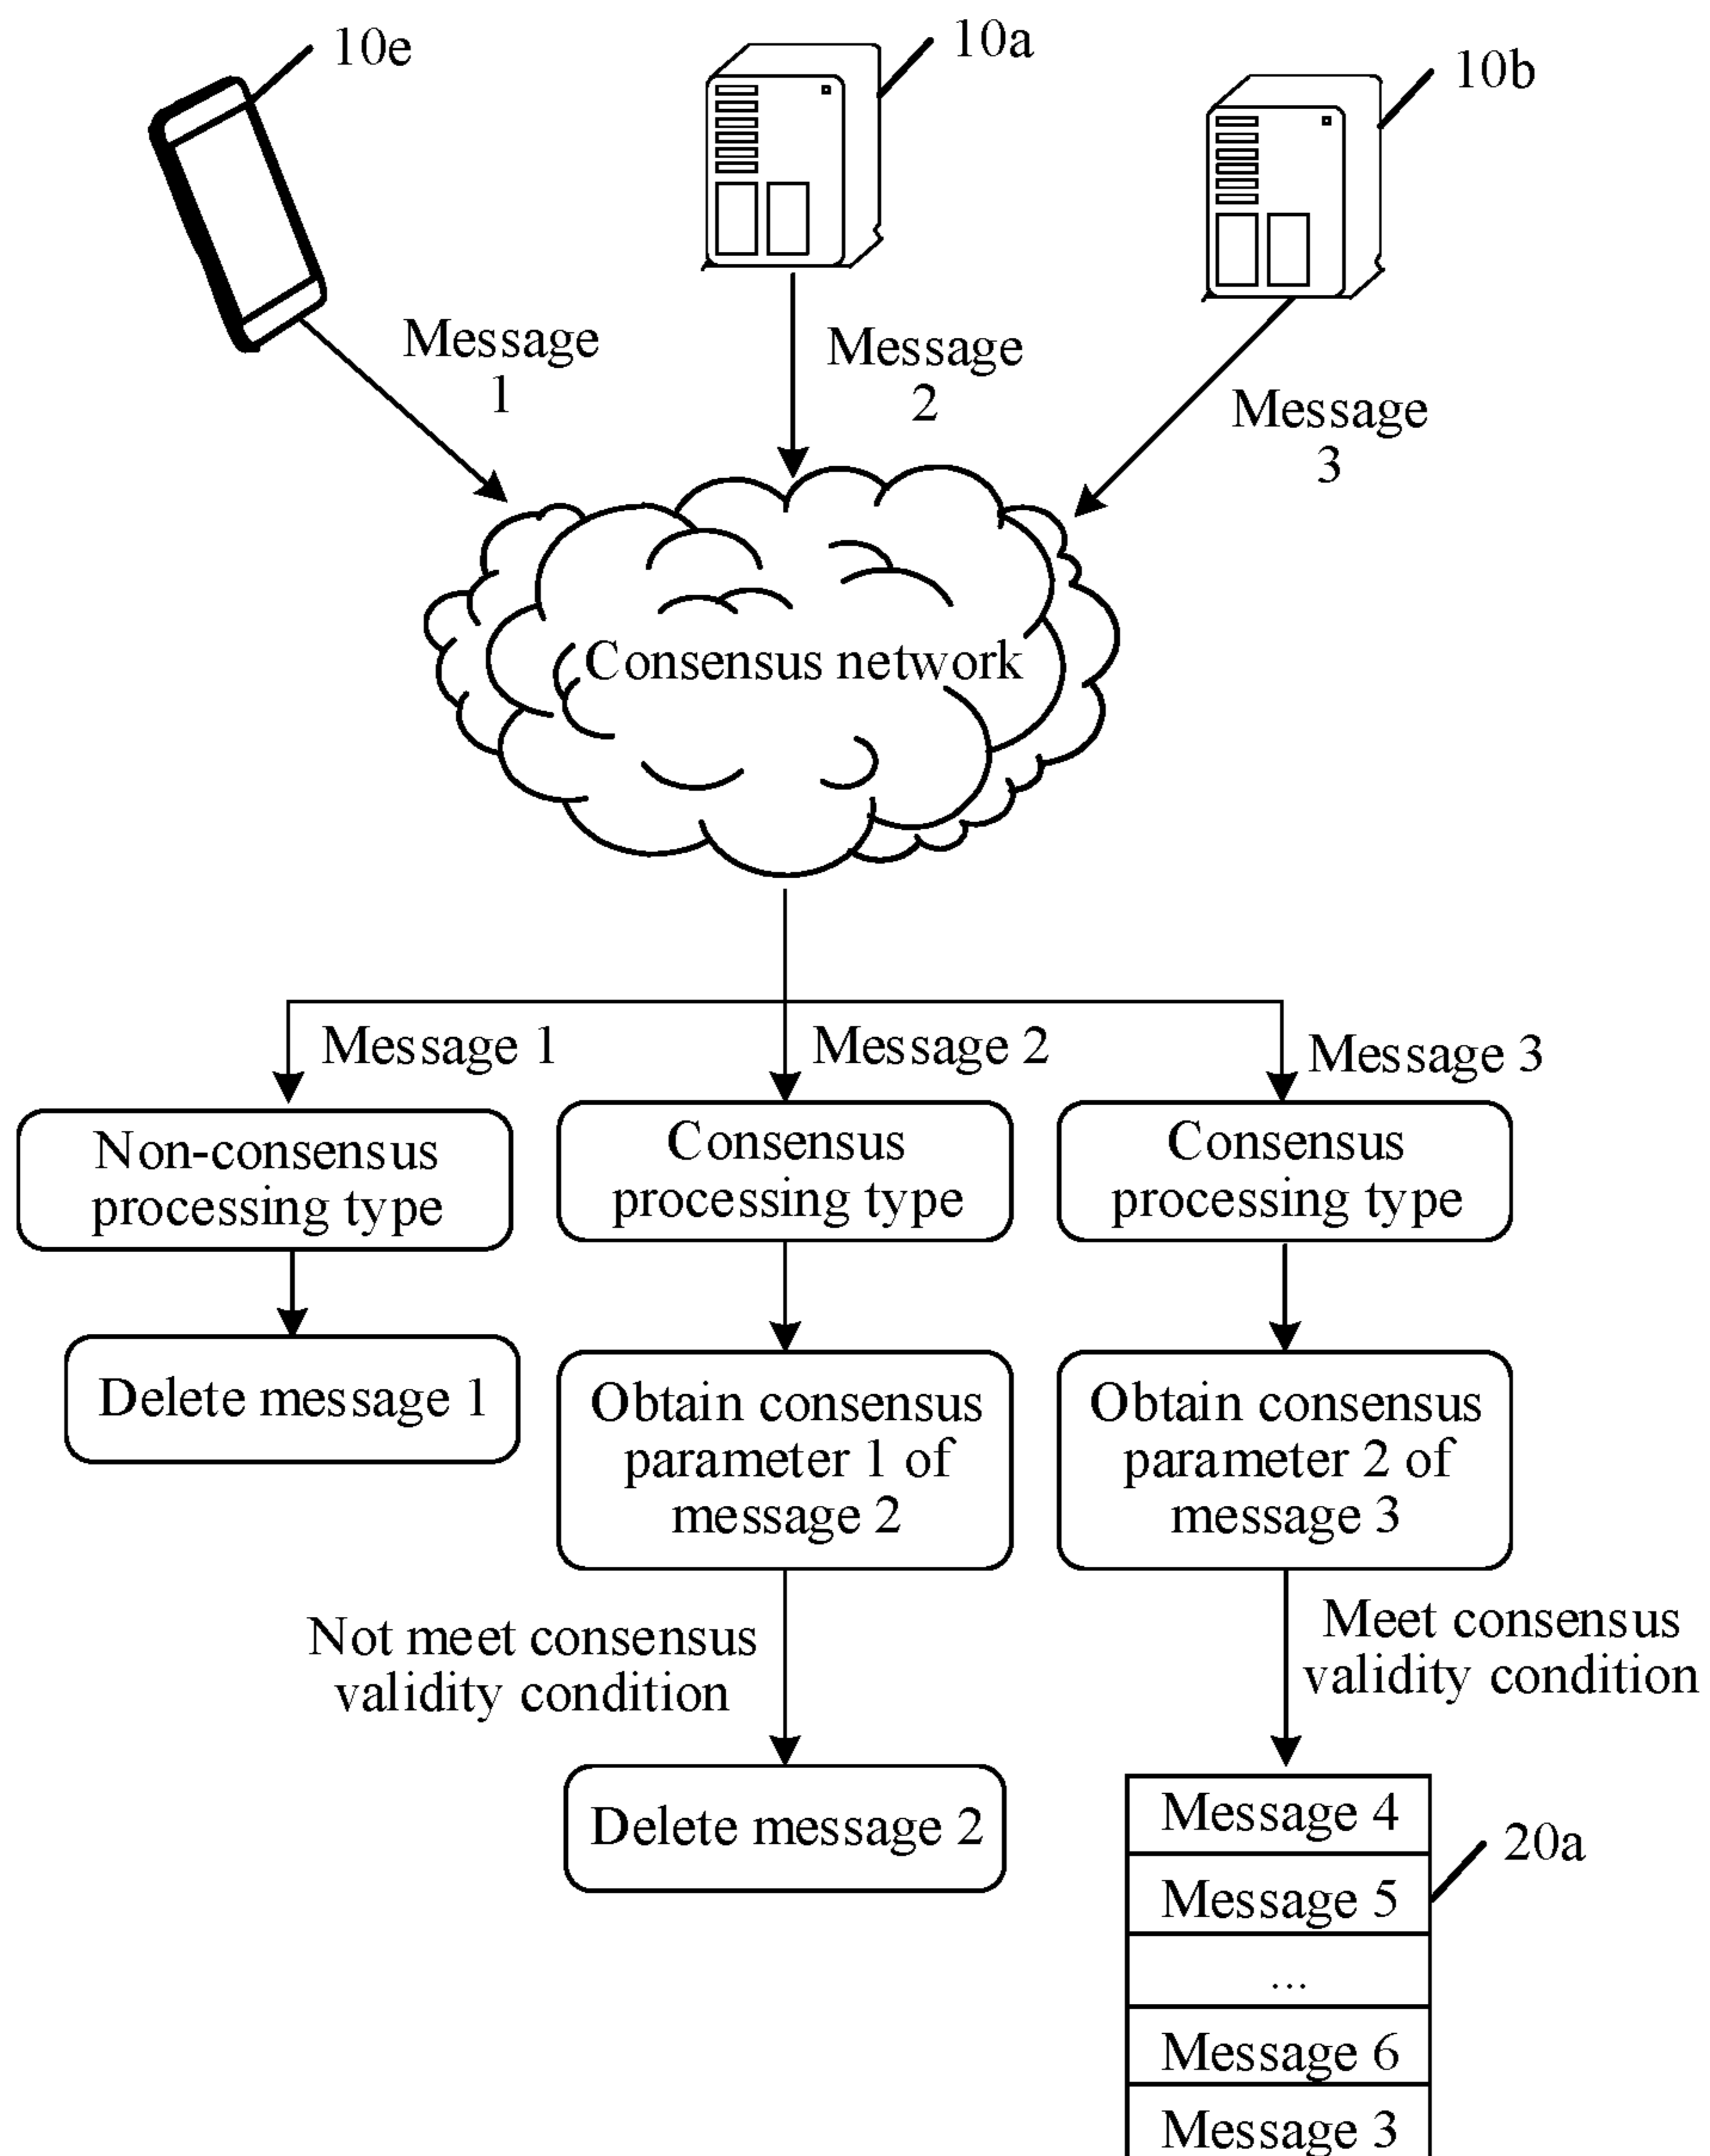 10e
10a
10b
Message
1
Message
2
Message
3
Consensus network
Message 1
Message 2
Message 3
Non-consensus
processing type
Consensus
processing type
Consensus
processing type
Delete message 1
Obtain consensus
parameter 1 of
message 2
Obtain consensus
parameter 2 of
message 3
Not meet consensus
validity condition
Meet consensus
validity condition
Delete message 2
Message 4
Message 5
...
Message 6
Message 3
20a